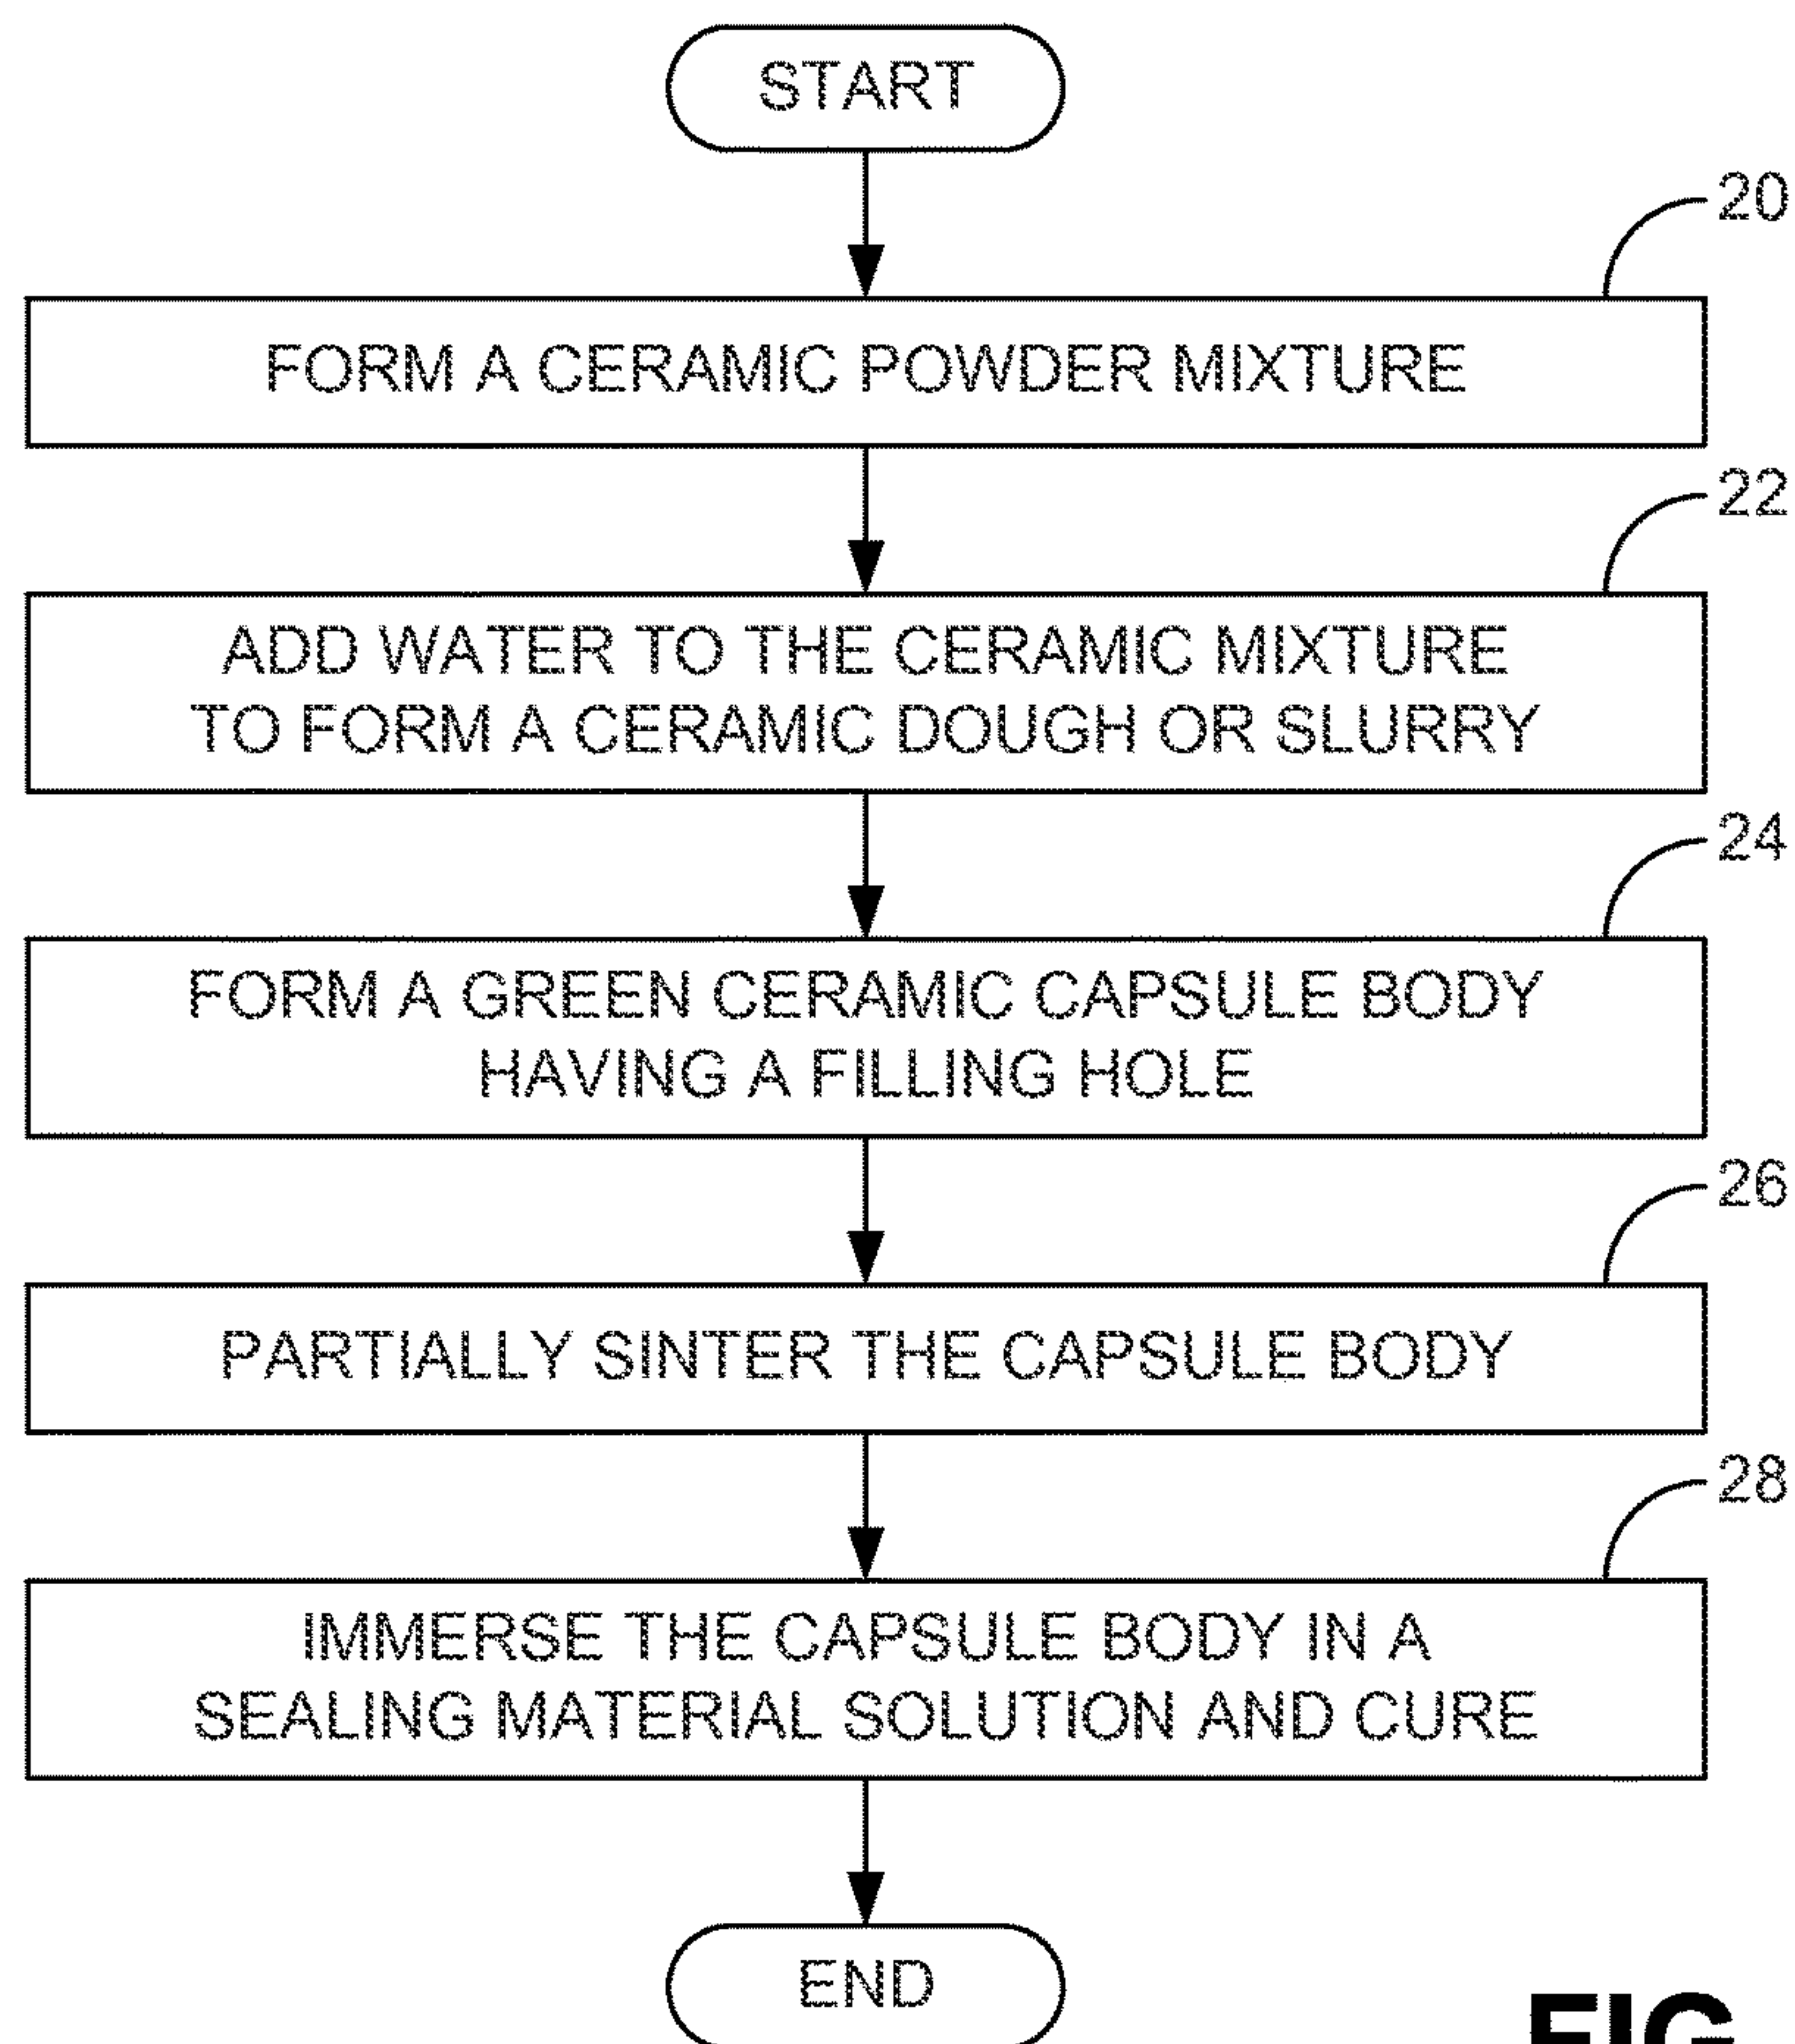 START
20
FORM A CERAMIC POWDER MIXTURE
22
ADD WATER TO THE CERAMIC MIXTURE
TO FORM A CERAMIC DOUGH OR SLURRY
24
FORM A GREEN CERAMIC CAPSULE BODY
HAVING A FILLING HOLE
26
PARTIALLY SINTER THE CAPSULE BODY
28
IMMERSE THE CAPSULE BODY IN A
SEALING MATERIAL SOLUTION AND CURE
END
FIG